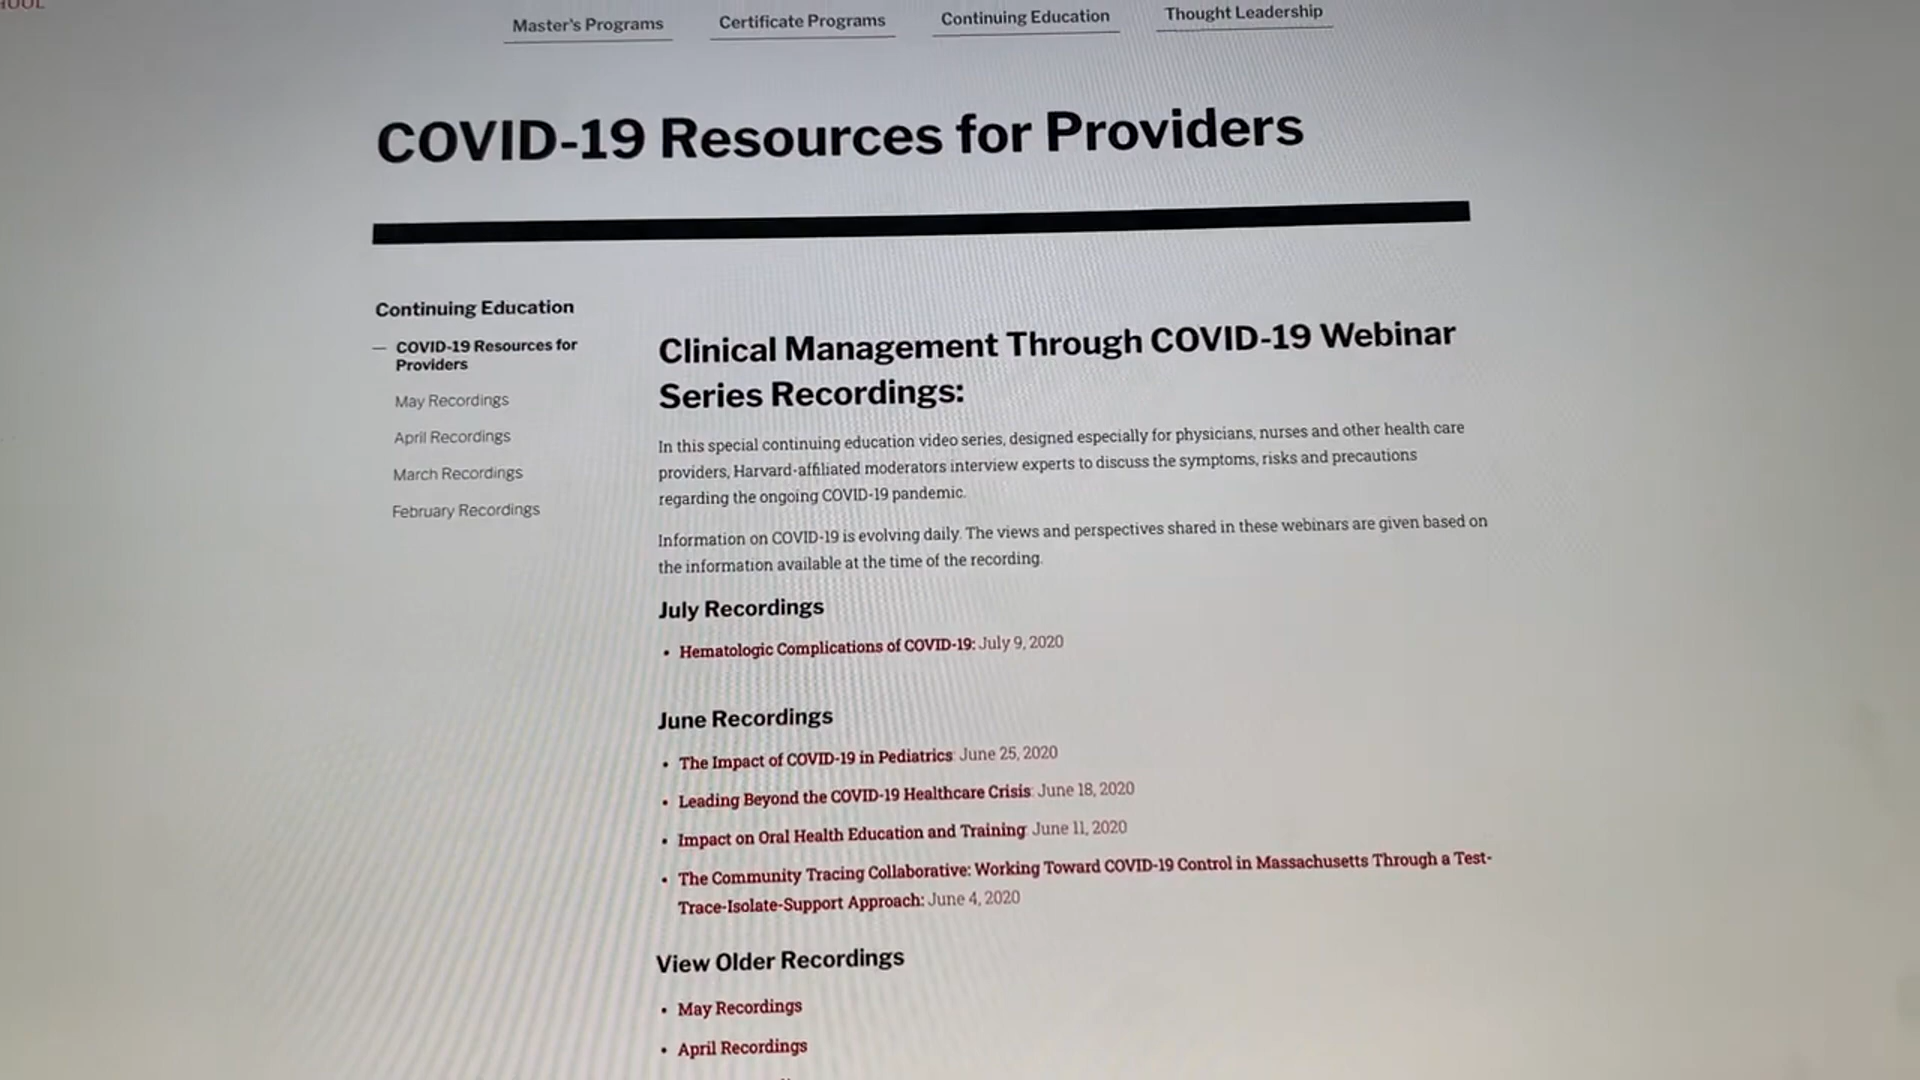 Master's Programs
Certificate Programs
Continuing Education
Thought Leadership
COVID-19 Resources for Providers
Continuing Education
— COVID-19 Resources for
Providers
May Recordings
April Recordings
March Recordings
February Recordings
Clinical Management Through COVID-19 Webinar
Series Recordings:
In this special continuing education video series, designed especially for physicians, nurses and other health care
providers, Harvard-affiliated moderators interview experts to discuss the symptoms, risks and precautions
regarding the ongoing COVID-19 pandemic.
Information on COVID-19 is evolving daily. The views and perspectives shared in these webinars are given based on
the information available at the time of the recording.
July Recordings
• Hematologic Complications of COVID-19: July 9, 2020
June Recordings
• The Impact of COVID-19 in Pediatrics: June 25, 2020
• Leading Beyond the COVID-19 Healthcare Crisis: June 18, 2020
• Impact on Oral Health Education and Training: June 11, 2020
• The Community Tracing Collaborative: Working Toward COVID-19 Control in Massachusetts Through a Test-
Trace-Isolate-Support Approach: June 4, 2020
View Older Recordings
• May Recordings
• April Recordings